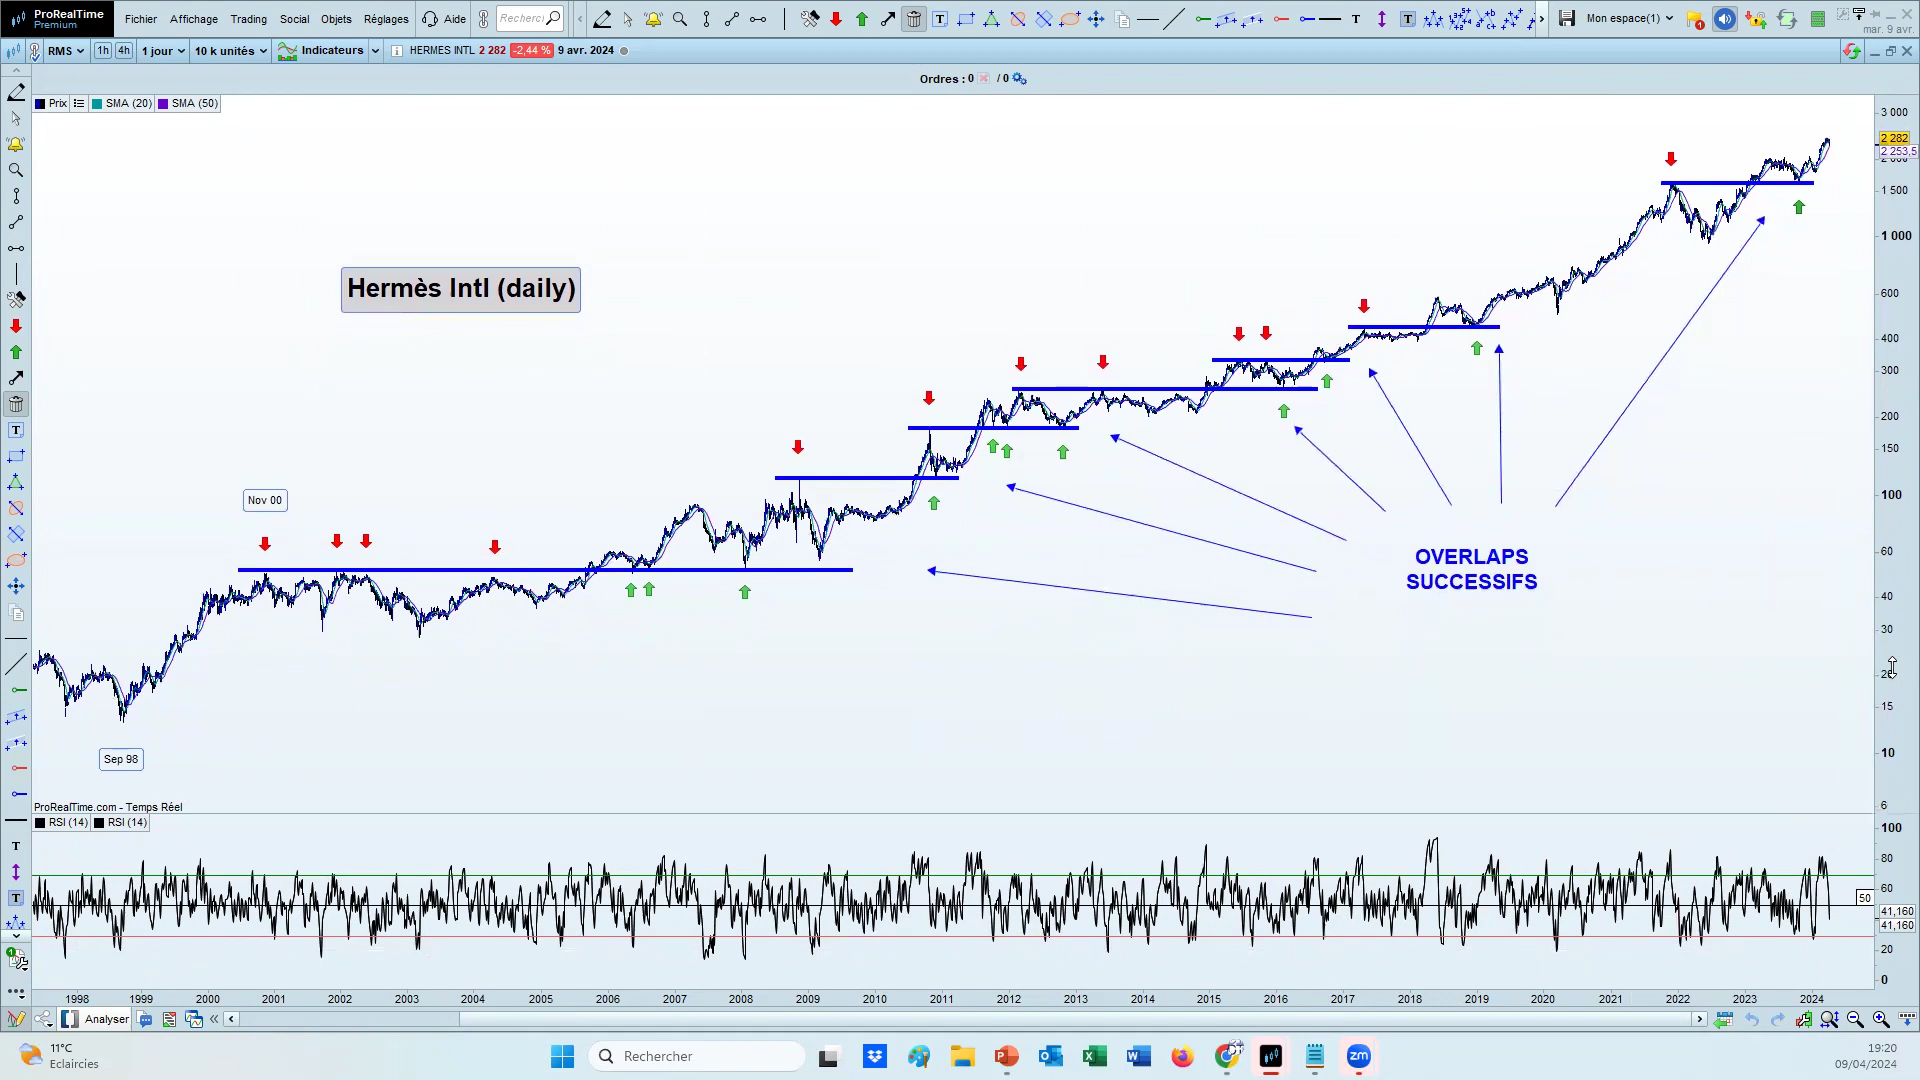 ProRealTime
Premium
Fichier Affichage Trading Social Objets Réglages Aide
Mon espace(1)
mar. 9 avr.
RMS 1h 4h 1 jour 10 k unités Indicateurs HERMES INTL 2 282 -2,44 % 9 avr. 2024
Ordres : 0 / 0
Prix SMA (20) SMA (50)
3 000
2 282
2 253,5
1 500
1 000
600
400
300
200
150
100
60
40
30
15
10
6
Hermès Intl (daily)
Nov 00
OVERLAPS
SUCCESSIFS
Sep 98
ProRealTime.com - Temps Réel
RSI (14) RSI (14)
100
80
60
50
41,160
41,160
20
0
1998 1999 2000 2001 2002 2003 2004 2005 2006 2007 2008 2009 2010 2011 2012 2013 2014 2015 2016 2017 2018 2019 2020 2021 2022 2023 2024
Analyser
11°C
Eclaircies
Rechercher
19:20
09/04/2024